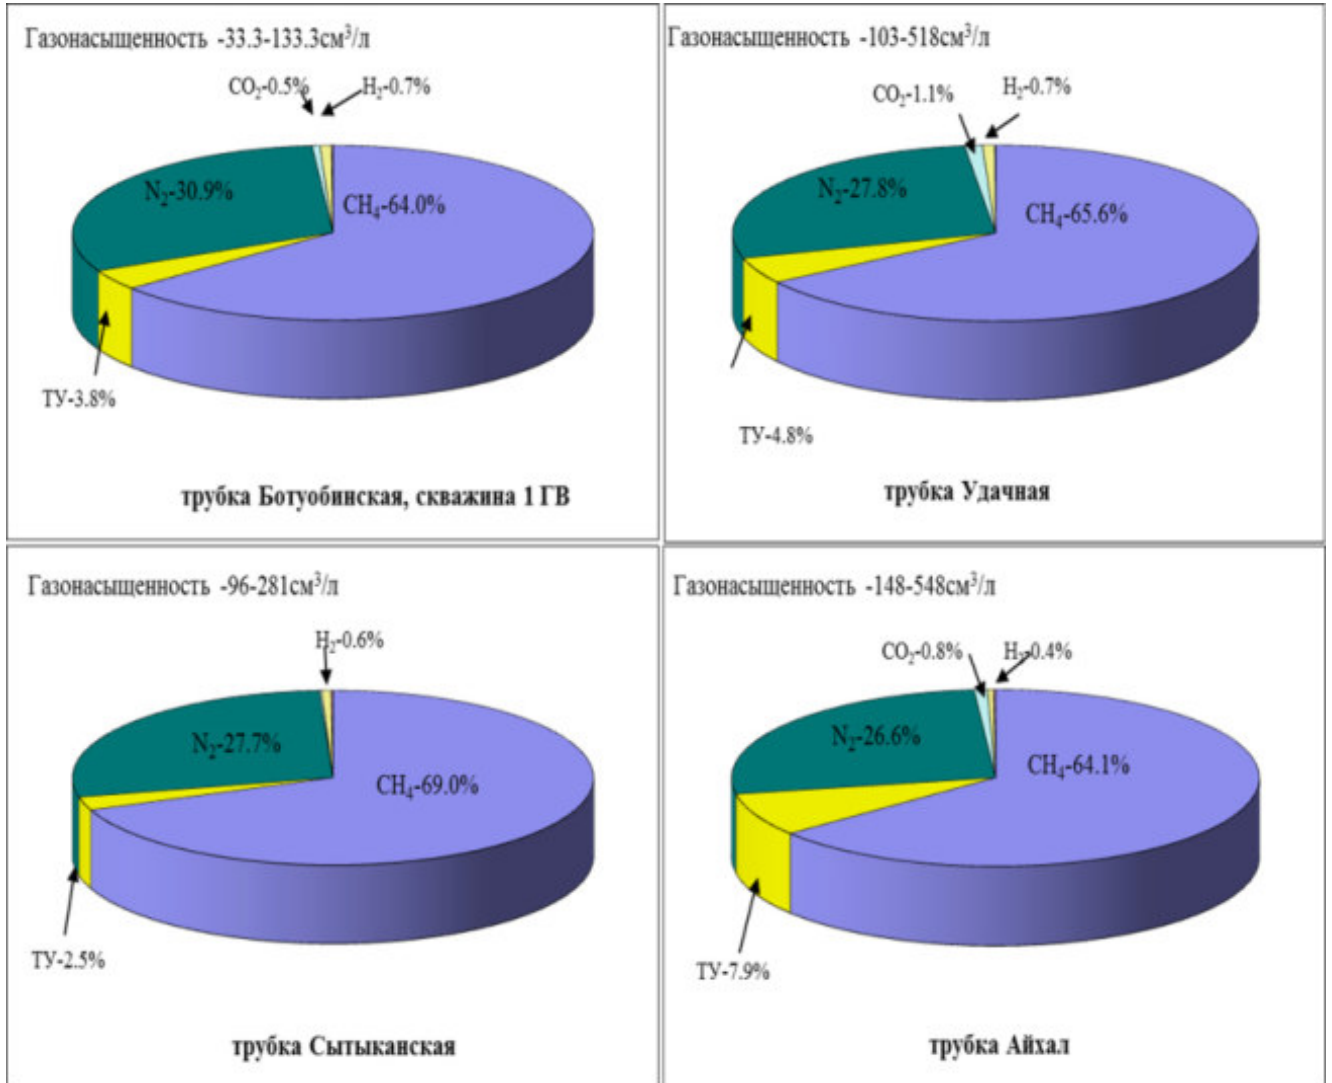 Газонасыщенность -33.3-133.3см³/л
CO₂-0.5%
H₂-0.7%
N₂-30.9%
CH₄-64.0%
ТУ-3.8%
трубка Ботуобинская, скважина 1 ГВ
Газонасыщенность -103-518см³/л
CO₂-1.1%
H₂-0.7%
N₂-27.8%
CH₄-65.6%
ТУ-4.8%
трубка Удачная
Газонасыщенность -96-281см³/л
H₂-0.6%
N₂-27.7%
CH₄-69.0%
ТУ-2.5%
трубка Сытыканская
Газонасыщенность -148-548см³/л
CO₂-0.8%
H₂-0.4%
N₂-26.6%
CH₄-64.1%
ТУ-7.9%
трубка Айхал